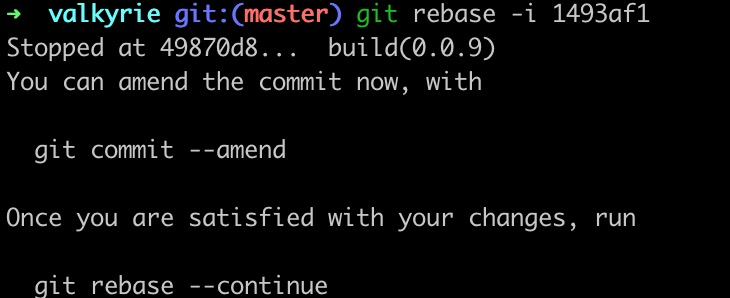 ➜ valkyrie git:(master) git rebase -i 1493af1
Stopped at 49870d8... build(0.0.9)
You can amend the commit now, with
git commit --amend
Once you are satisfied with your changes, run
git rebase --continue